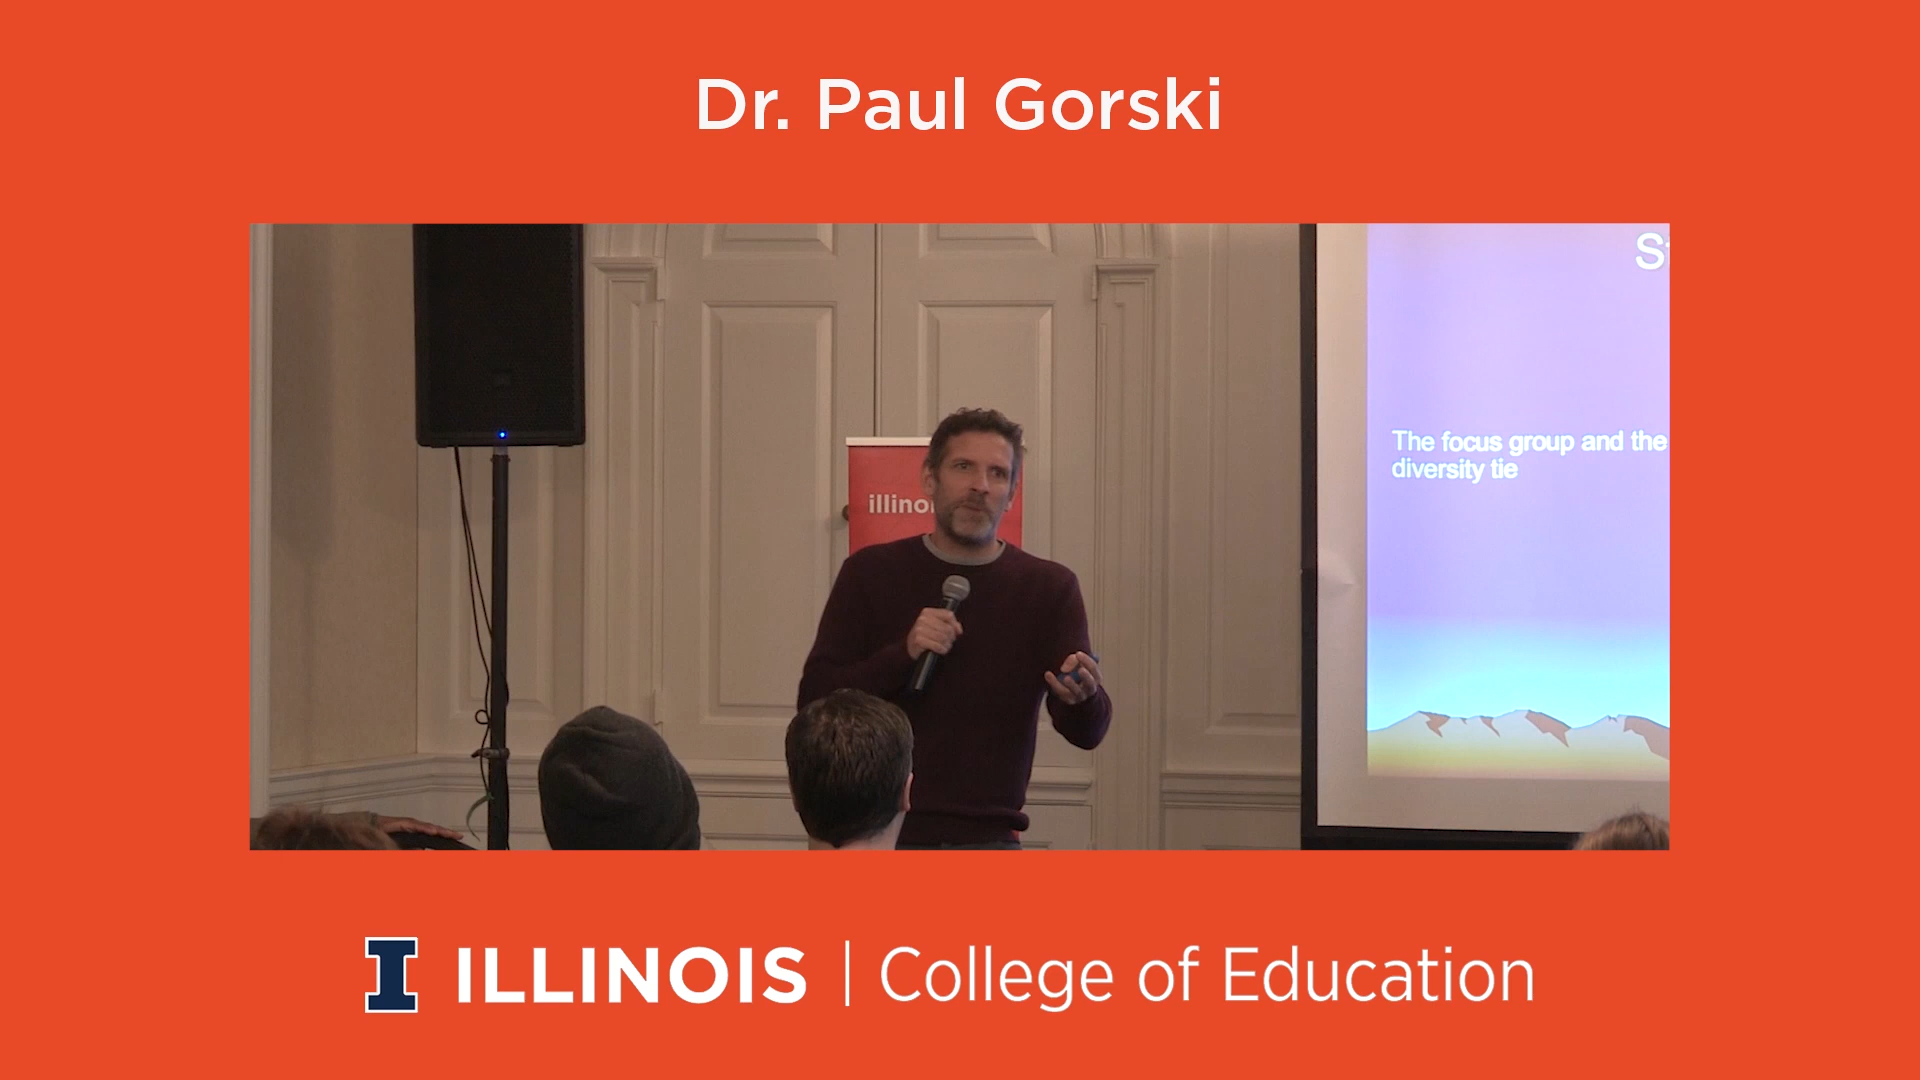 Dr. Paul Gorski
The focus group and the
diversity tie
ILLINOIS | College of Education